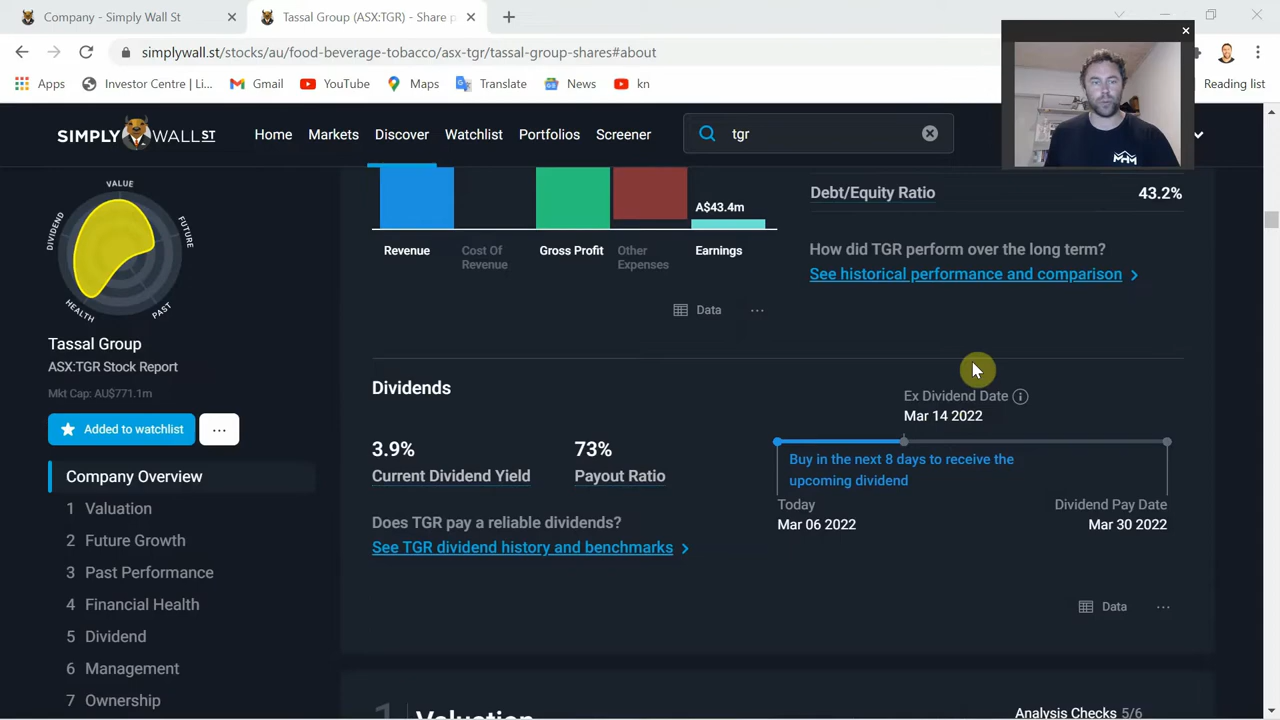 Company - Simply Wall St
Tassal Group (ASX:TGR) - Share p
simplywall.st/stocks/au/food-beverage-tobacco/asx-tgr/tassal-group-shares#about
Apps
Investor Centre | Li...
Gmail
YouTube
Maps
Translate
News
kn
Reading list
SIMPLY WALL ST
Home
Markets
Discover
Watchlist
Portfolios
Screener
tgr
MHM
VALUE
FUTURE
PAST
HEALTH
DIVIDEND
Tassal Group
ASX:TGR Stock Report
Mkt Cap: AU$771.1m
Added to watchlist
...
Company Overview
1 Valuation
2 Future Growth
3 Past Performance
4 Financial Health
5 Dividend
6 Management
7 Ownership
A$43.4m
Revenue
Cost Of
Revenue
Gross Profit
Other
Expenses
Earnings
Data
...
Debt/Equity Ratio
43.2%
How did TGR perform over the long term?
See historical performance and comparison
Dividends
3.9%
Current Dividend Yield
73%
Payout Ratio
Does TGR pay a reliable dividends?
See TGR dividend history and benchmarks
Ex Dividend Date
Mar 14 2022
Buy in the next 8 days to receive the
upcoming dividend
Today
Mar 06 2022
Dividend Pay Date
Mar 30 2022
Data
...
1
Valuation
Analysis Checks 5/6